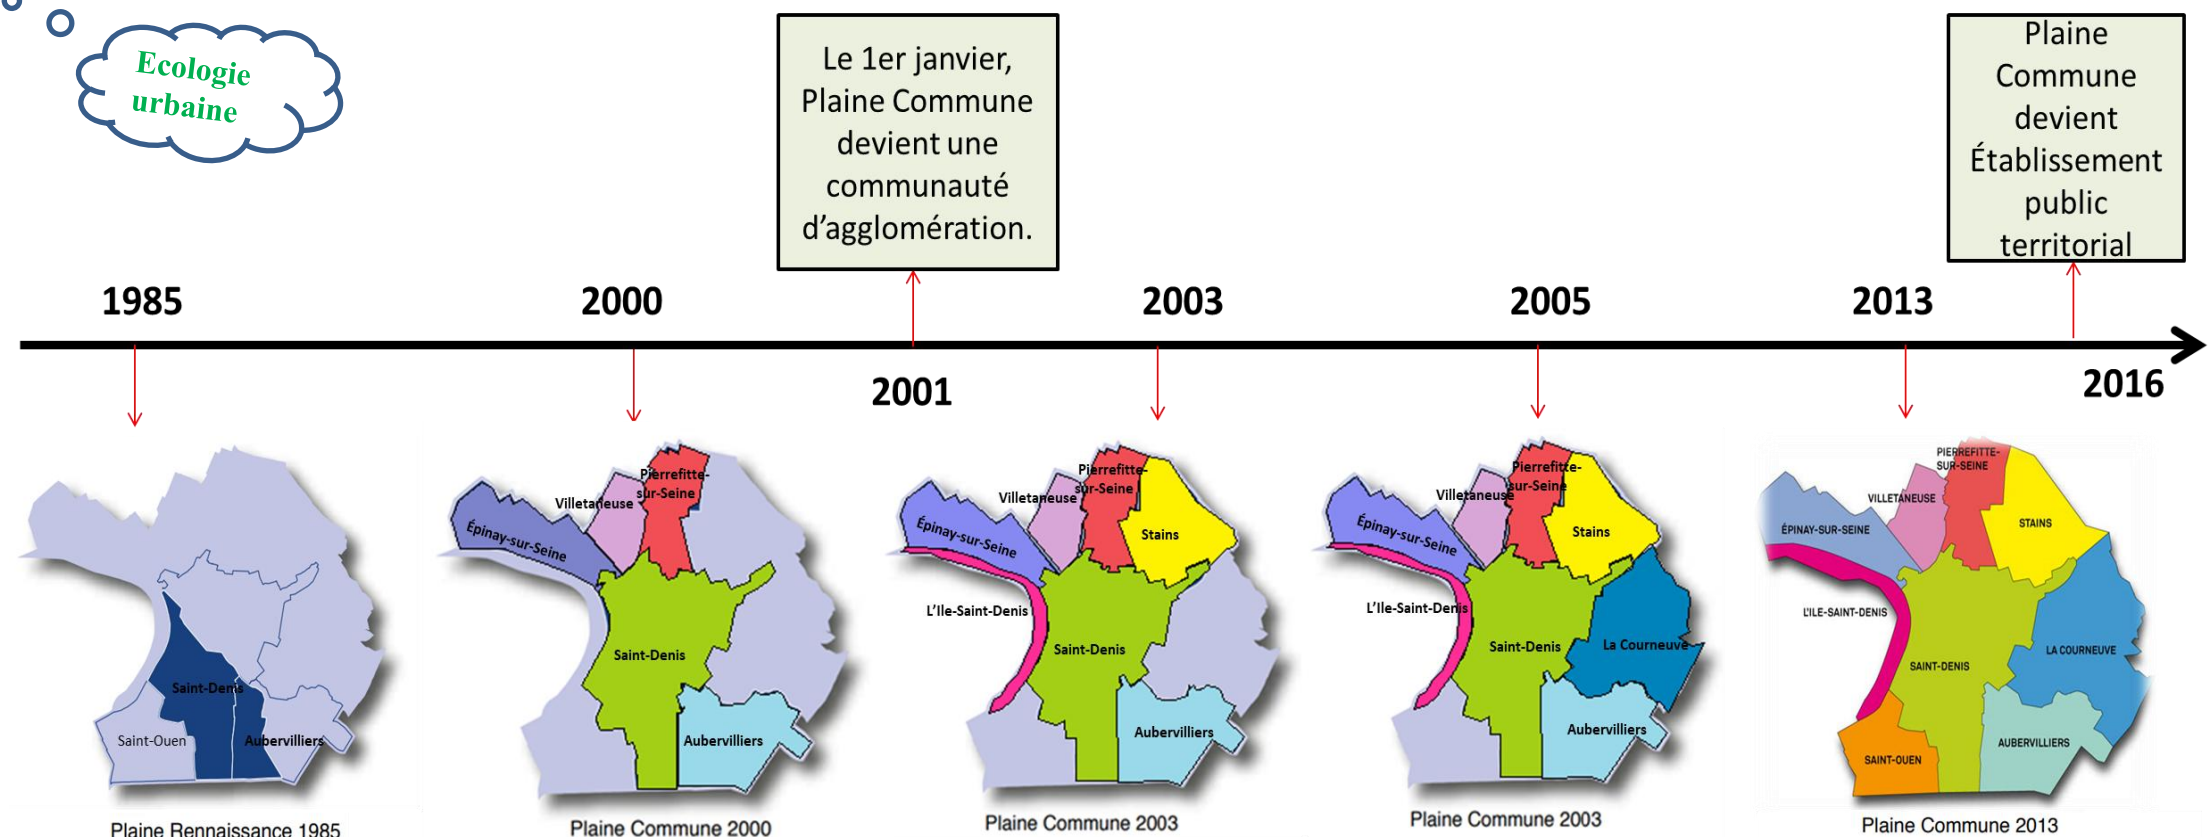 Ecologie
urbaine
Le 1er janvier,
Plaine Commune
devient une
communauté
d’agglomération.
Plaine
Commune
devient
Établissement
public
territorial
1985
2000
2003
2005
2013
2001
2016
Saint-Denis
Saint-Ouen
Aubervilliers
Plaine Rennaissance 1985
Pierrefitte-
sur-Seine
Villetaneuse
Épinay-sur-Seine
Saint-Denis
Aubervilliers
Plaine Commune 2000
Pierrefitte-
sur-Seine
Villetaneuse
Épinay-sur-Seine
Stains
L’Ile-Saint-Denis
Saint-Denis
Aubervilliers
Plaine Commune 2003
Pierrefitte-
sur-Seine
Villetaneuse
Épinay-sur-Seine
Stains
L’Ile-Saint-Denis
Saint-Denis
La Courneuve
Aubervilliers
Plaine Commune 2003
PIERREFITTE-
SUR-SEINE
VILLETANEUSE
ÉPINAY-SUR-SEINE
STAINS
L’ILE-SAINT-DENIS
SAINT-DENIS
LA COURNEUVE
AUBERVILLIERS
SAINT-OUEN
Plaine Commune 2013